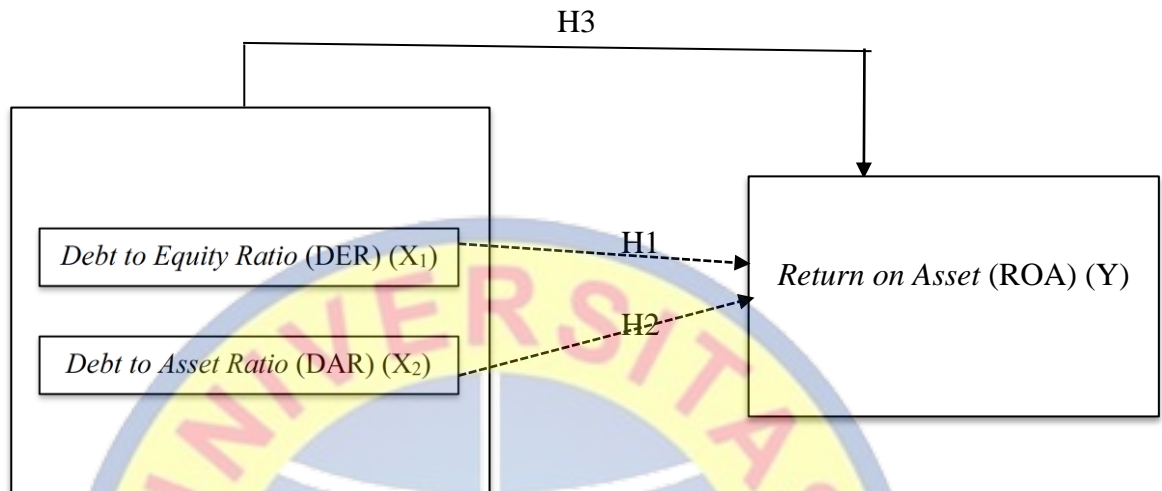 H3
Debt to Equity Ratio (DER) (X₁)
H1
Return on Asset (ROA) (Y)
H2
Debt to Asset Ratio (DAR) (X₂)
NIVERSITAS